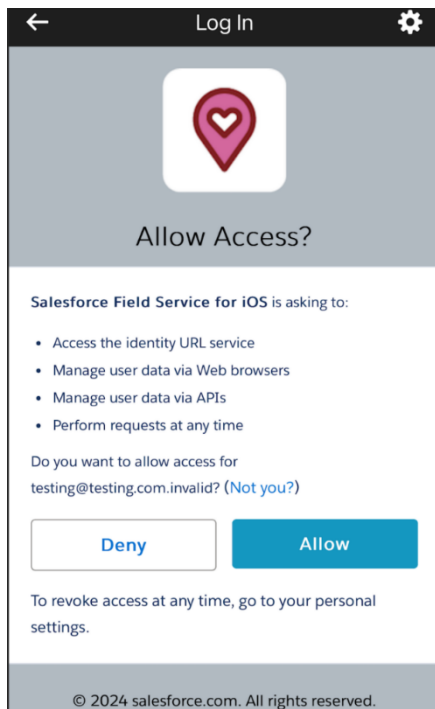 Log In
Allow Access?
Salesforce Field Service for iOS is asking to:
• Access the identity URL service
• Manage user data via Web browsers
• Manage user data via APIs
• Perform requests at any time
Do you want to allow access for
testing@testing.com.invalid? (Not you?)
Deny
Allow
To revoke access at any time, go to your personal
settings.
© 2024 salesforce.com. All rights reserved.